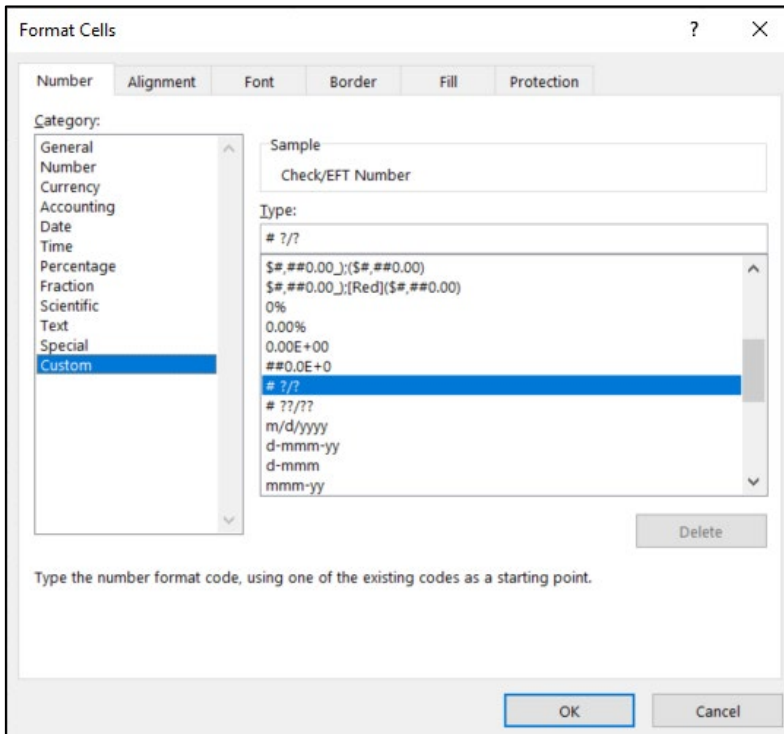 Format Cells ? ×
Number Alignment Font Border Fill Protection
Category:
General
Number
Currency
Accounting
Date
Time
Percentage
Fraction
Scientific
Text
Special
Custom
Sample
Check/EFT Number
Type:
# ?/?
$#,##0.00_);($#,##0.00)
$#,##0.00_);[Red]($#,##0.00)
0%
0.00%
0.00E+00
##0.0E+0
# ?/?
# ??/??
m/d/yyyy
d-mmm-yy
d-mmm
mmm-yy
Delete
Type the number format code, using one of the existing codes as a starting point.
OK Cancel